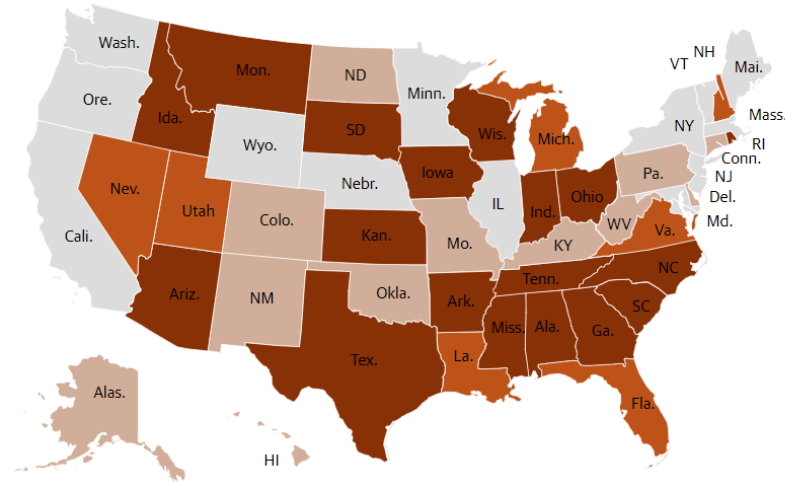 Wash.
Mon.
ND
Minn.
VT
NH
Mai.
Ore.
Ida.
SD
Wis.
Mich.
NY
Mass.
Wyo.
RI
Conn.
Nev.
Utah
Nebr.
Iowa
IL
Ind.
Ohio
Pa.
NJ
Del.
Md.
Cali.
Colo.
Kan.
Mo.
KY
WV
Va.
Ariz.
NM
Okla.
Ark.
Tenn.
NC
SC
Tex.
La.
Miss.
Ala.
Ga.
Fla.
Alas.
HI